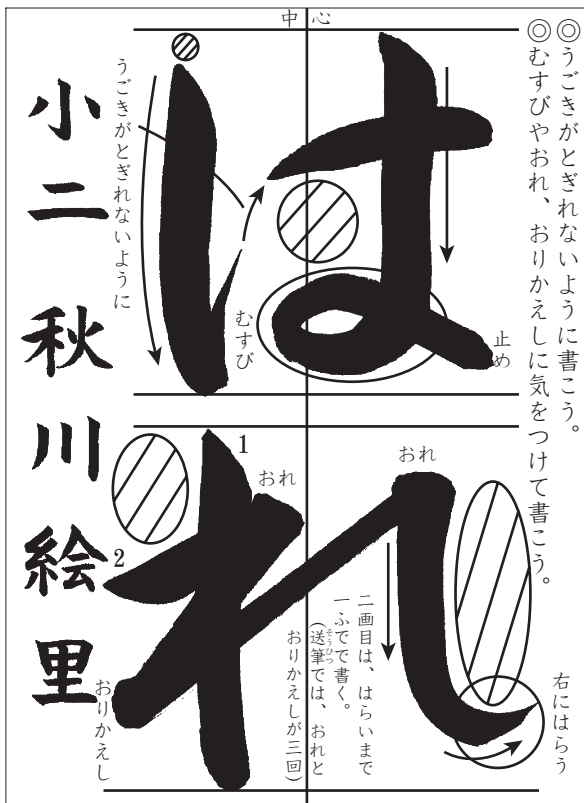 ◎うごきがとぎれないように書こう。
◎むすびやおれ、おりかえしに気をつけて書こう。
中心
は
うごきがとぎれないように
むすび
止め
れ
1
2
おれ
おれ
おりかえし
右にはらう
二画目は、はらいまで
一ふでで書く。
(送筆では、おれと
そうひつ
おりかえしが三回)
小二秋川絵里